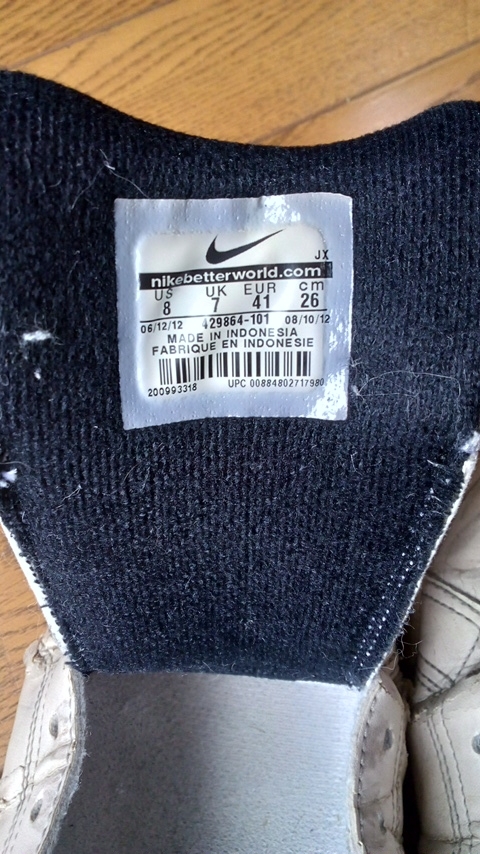 JX
nikebetterworld.com
US UK EUR cm
8 7 41 26
06/12/12 429864-101 08/10/12
MADE IN INDONESIA
FABRIQUE EN INDONESIE
200993318 UPC 00884802717980